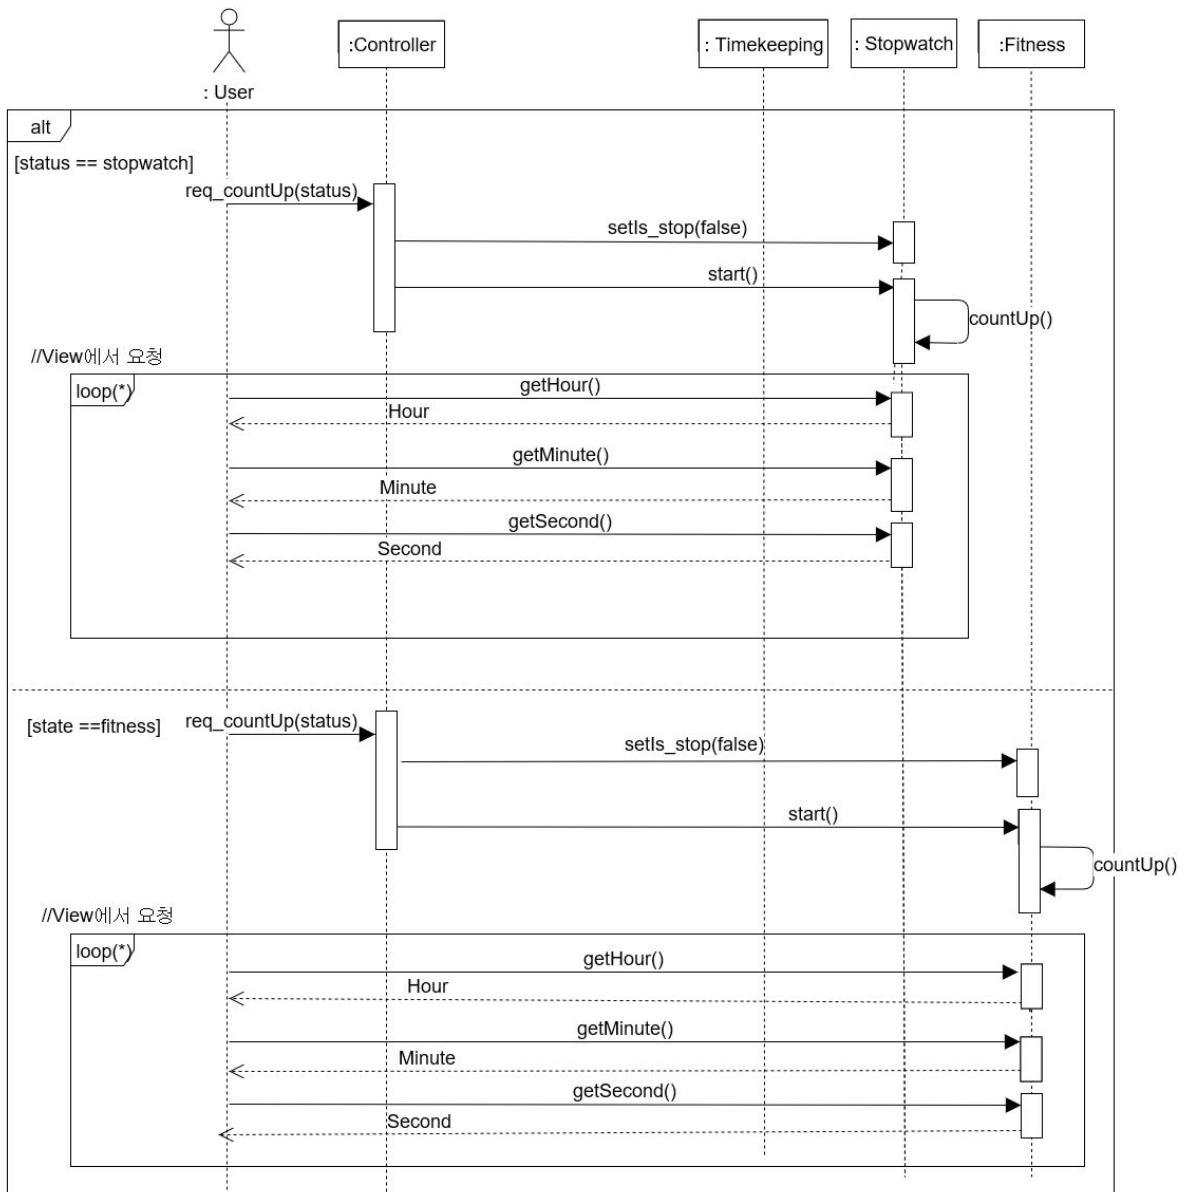 : User
:Controller
: Timekeeping
: Stopwatch
:Fitness
alt
[status == stopwatch]
req_countUp(status)
setIs_stop(false)
start()
countUp()
//View에서 요청
loop(*)
getHour()
Hour
getMinute()
Minute
getSecond()
Second
[state ==fitness]
req_countUp(status)
setIs_stop(false)
start()
countUp()
//View에서 요청
loop(*)
getHour()
Hour
getMinute()
Minute
getSecond()
Second